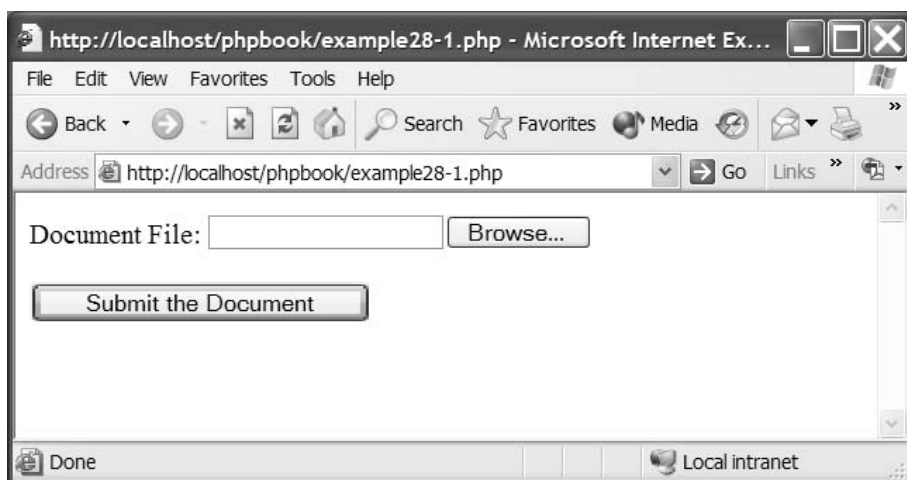 http://localhost/phpbook/example28-1.php - Microsoft Internet Ex...
File Edit View Favorites Tools Help
Back Search Favorites Media »
Address http://localhost/phpbook/example28-1.php Go Links »
Document File: Browse...
Submit the Document
Done Local intranet